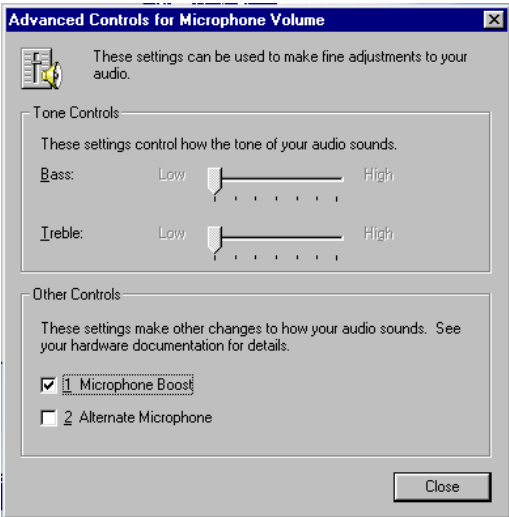 Advanced Controls for Microphone Volume
These settings can be used to make fine adjustments to your
audio.
Tone Controls
These settings control how the tone of your audio sounds.
Bass: Low High
Treble: Low High
Other Controls
These settings make other changes to how your audio sounds. See
your hardware documentation for details.
1 Microphone Boost
2 Alternate Microphone
Close